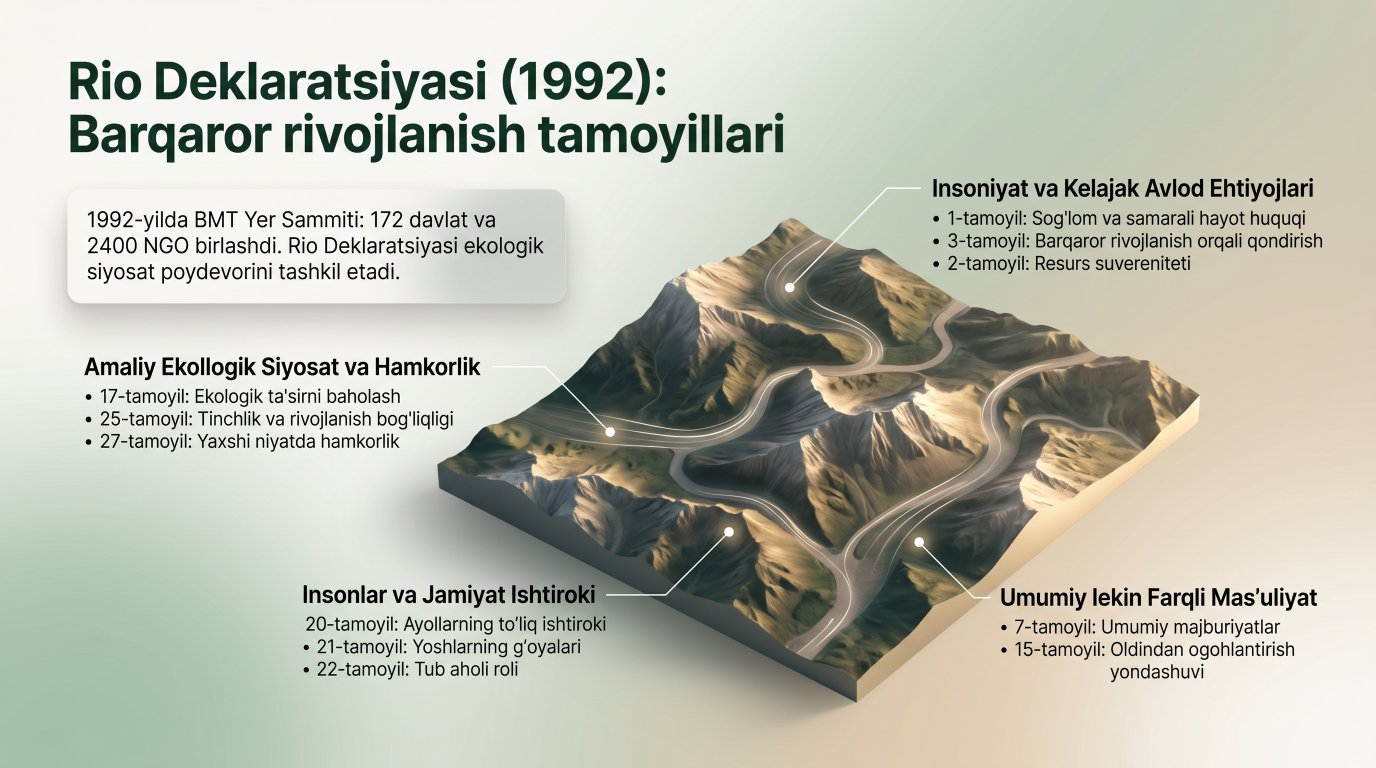 Rio Deklaratsiyasi (1992):
Barqaror rivojlanish tamoyillari
1992-yilda BMT Yer Sammiti: 172 davlat va
2400 NGO birlashdi. Rio Deklaratsiyasi ekologik
siyosat poydevorini tashkil etadi.
Insoniyat va Kelajak Avlod Ehtiyojlari
• 1-tamoyil: Sog'lom va samarali hayot huquqi
• 3-tamoyil: Barqaror rivojlanish orqali qondirish
• 2-tamoyil: Resurs suvereniteti
Amaliy Ekollogik Siyosat va Hamkorlik
• 17-tamoyil: Ekologik ta'sirni baholash
• 25-tamoyil: Tinchlik va rivojlanish bog'liqligi
• 27-tamoyil: Yaxshi niyatda hamkorlik
Insonlar va Jamiyat Ishtiroki
20-tamoyil: Ayollarning to‘liq ishtiroki
• 21-tamoyil: Yoshlarning g‘oyalari
• 22-tamoyil: Tub aholi roli
Umumiy lekin Farqli Mas’uliyat
• 7-tamoyil: Umumiy majburiyatlar
• 15-tamoyil: Oldindan ogohlantirish
yondashuvi